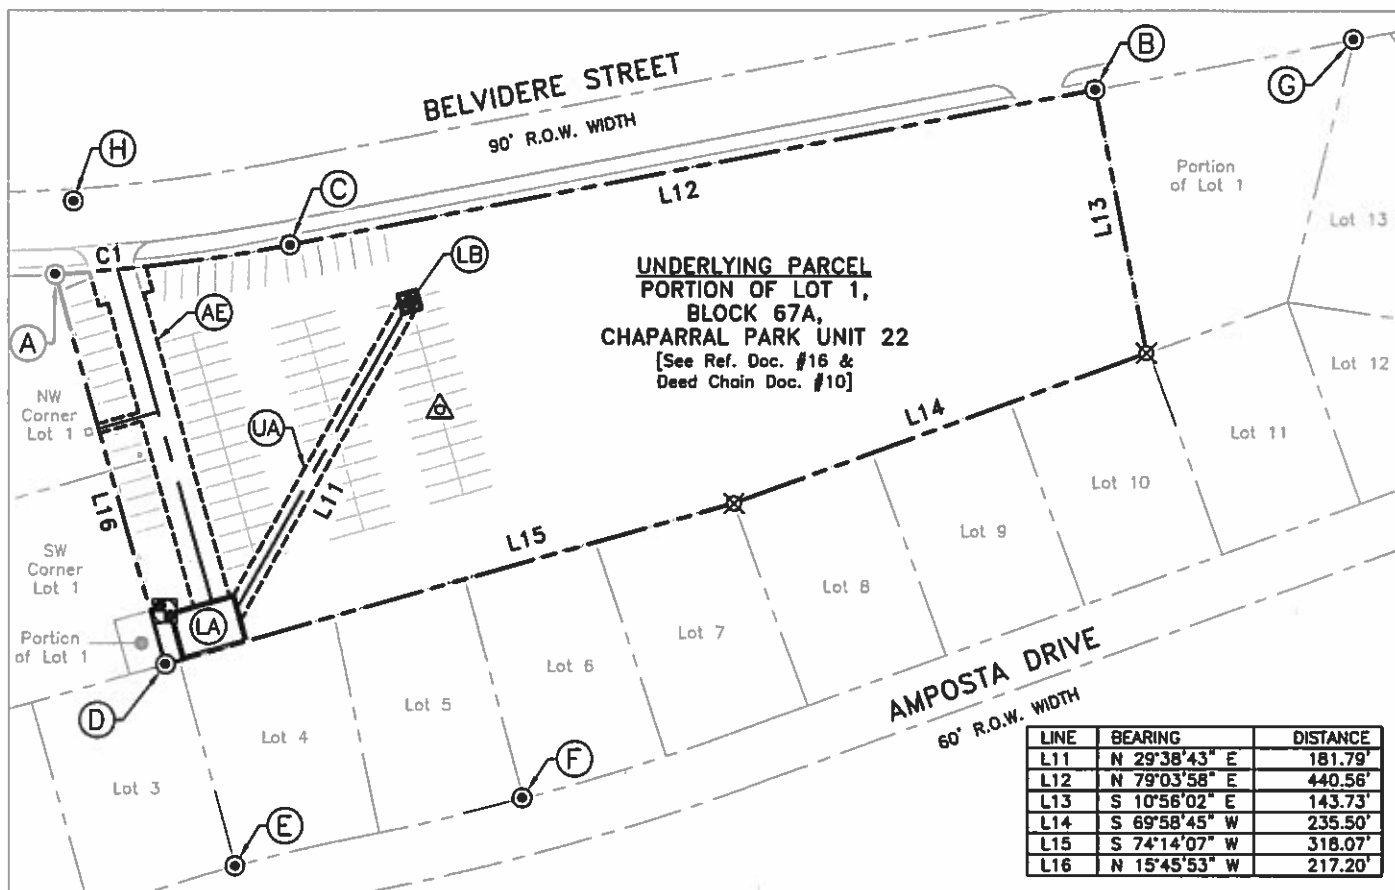 BELVIDERE STREET
90' R.O.W. WIDTH
B
G
H
C
L12
L13
Portion
of Lot 1
Lot 13
C1
LB
A
AE
UNDERLYING PARCEL
PORTION OF LOT 1,
BLOCK 67A,
CHAPARRAL PARK UNIT 22
[See Ref. Doc. #16 &
Deed Chain Doc. #10]
NW
Corner
Lot 1
Lot 12
UA
L14
Lot 11
L11
L16
L15
Lot 10
Lot 9
SW
Corner
Lot 1
Lot 8
LA
Portion
of Lot 1
Lot 7
Lot 6
D
Lot 5
Lot 4
Lot 3
F
E
AMPOSTA DRIVE
60' R.O.W. WIDTH
LINE BEARING DISTANCE
L11 N 29°38'43" E 181.79'
L12 N 79°03'58" E 440.56'
L13 S 10°56'02" E 143.73'
L14 S 69°58'45" W 235.50'
L15 S 74°14'07" W 318.07'
L16 N 15°45'53" W 217.20'